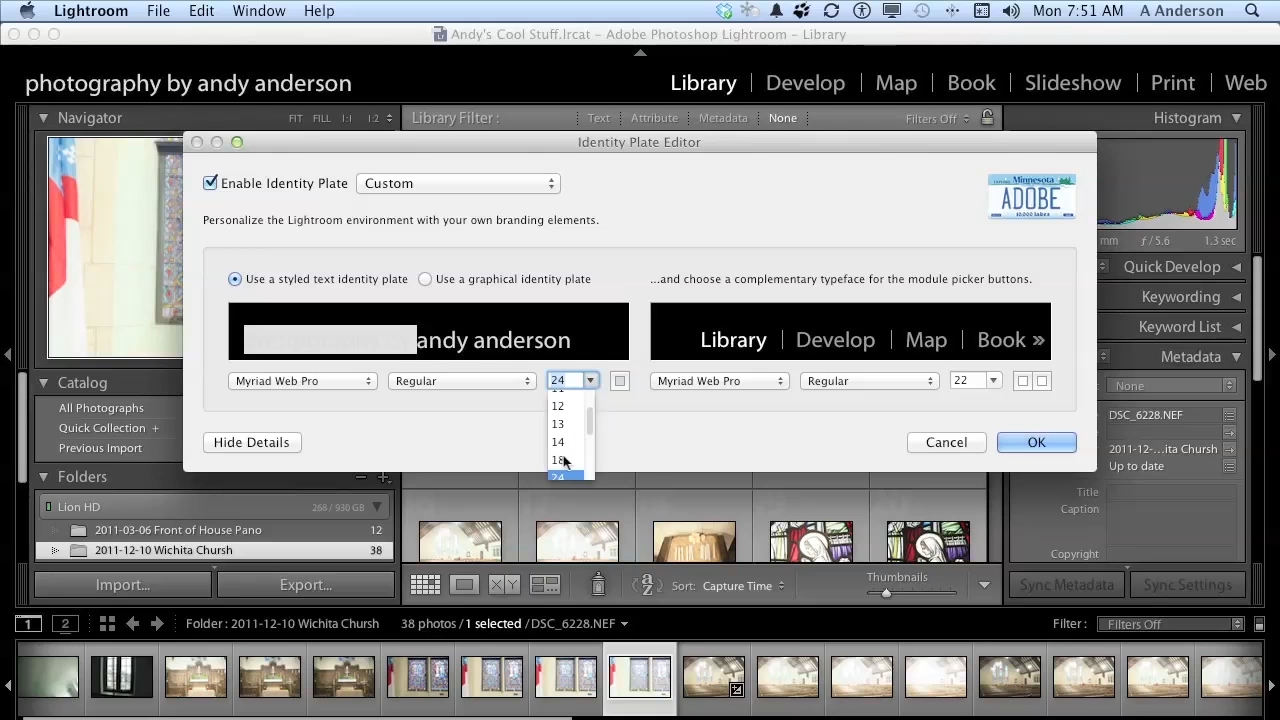 Lightroom File Edit Window Help Mon 7:51 AM A Anderson
Andy's Cool Stuff.lrcat – Adobe Photoshop Lightroom – Library
photography by andy anderson Library Develop Map Book Slideshow Print Web
Navigator FIT FILL 1:1 1:2 Library Filter : Text Attribute Metadata None Filters Off Histogram
Identity Plate Editor
Enable Identity Plate Custom
EXPLORE Minnesota
ADOBE
10,000 lakes
Personalize the Lightroom environment with your own branding elements.
mm ƒ / 5.6 1.3 sec
Quick Develop
Use a styled text identity plate Use a graphical identity plate ...and choose a complementary typeface for the module picker buttons.
Keywording
Keyword List
andy anderson Library Develop Map Book »
Metadata
Myriad Web Pro Regular 24 Myriad Web Pro Regular 22
Catalog
None
11
12
13
14
18
24
All Photographs
Quick Collection +
Previous Import
DSC_6228.NEF
2011-12-...ita Chursh
Up to date
Hide Details Cancel OK
Folders
Title
Caption
Copyright
Lion HD 268 / 930 GB
2011-03-06 Front of House Pano 12
2011-12-10 Wichita Chursh 38
Import... Export... XY Sort: Capture Time Thumbnails Sync Metadata Sync Settings
1 2 Folder : 2011-12-10 Wichita Chursh 38 photos / 1 selected / DSC_6228.NEF Filter : Filters Off